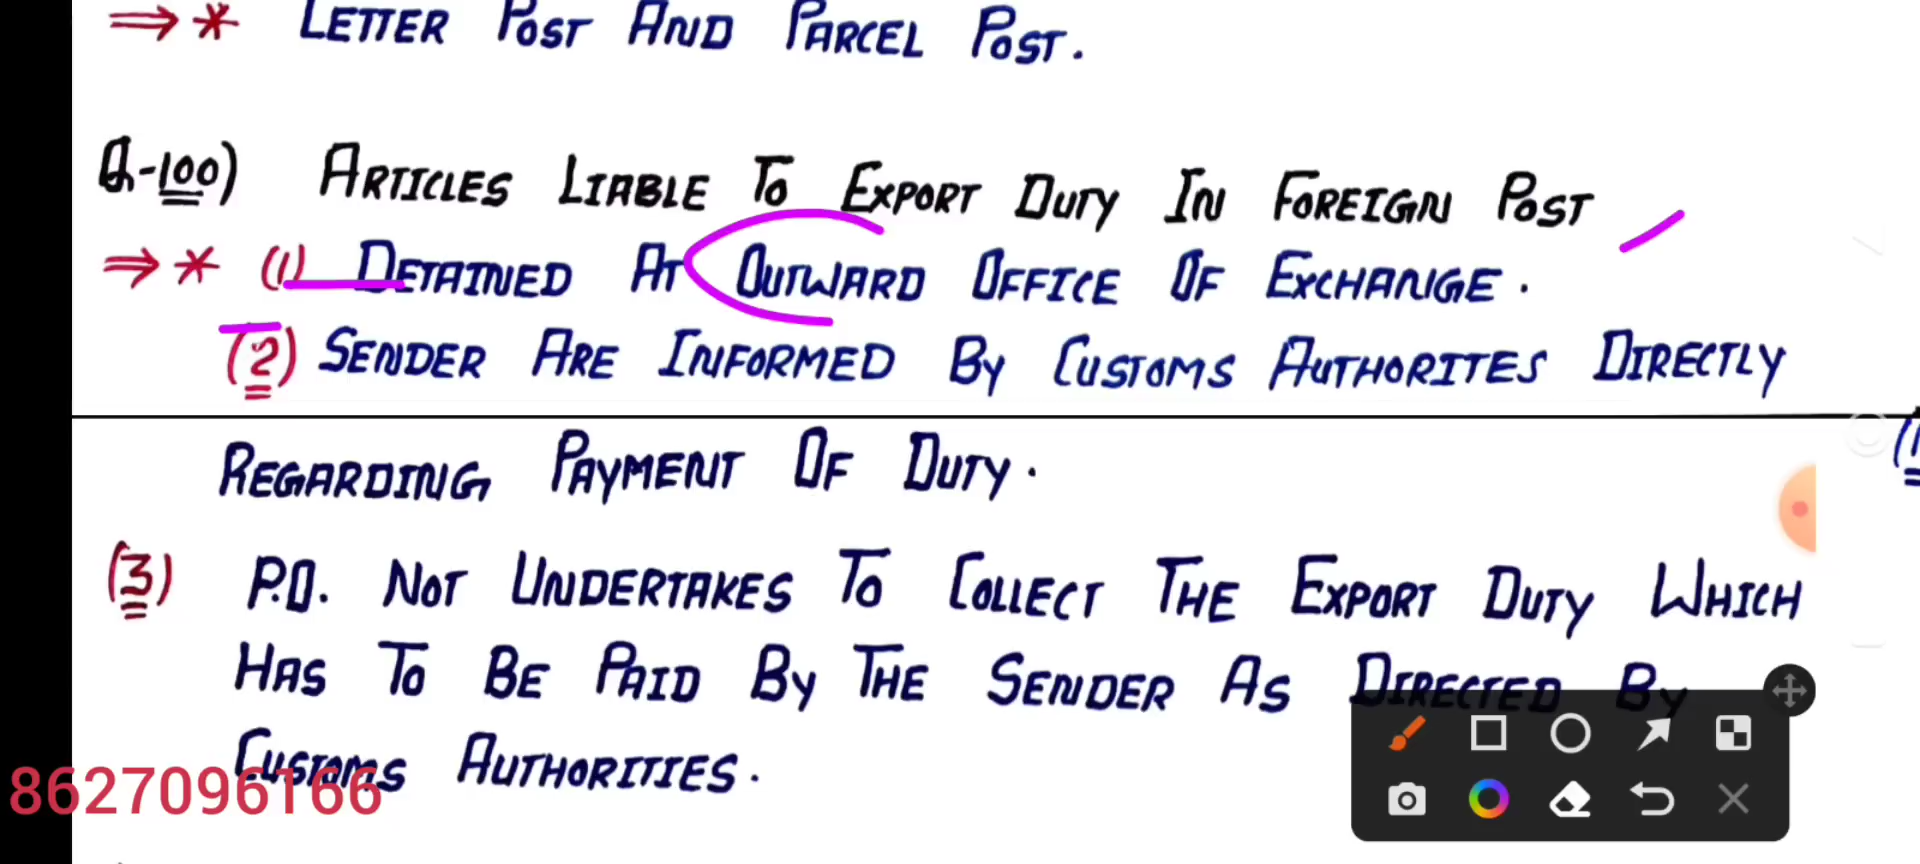 ⇒* LETTER POST AND PARCEL POST.
Q-100) ARTICLES LIABLE TO EXPORT DUTY IN FOREIGN POST
⇒* (1) DETAINED AT OUTWARD OFFICE OF EXCHANGE.
(2) SENDER ARE INFORMED BY CUSTOMS AUTHORITES DIRECTLY
REGARDING PAYMENT OF DUTY.
(3) P.O. NOT UNDERTAKES TO COLLECT THE EXPORT DUTY WHICH
HAS TO BE PAID BY THE SENDER AS DIRECTED BY
CUSTOMS AUTHORITIES.
8627096166